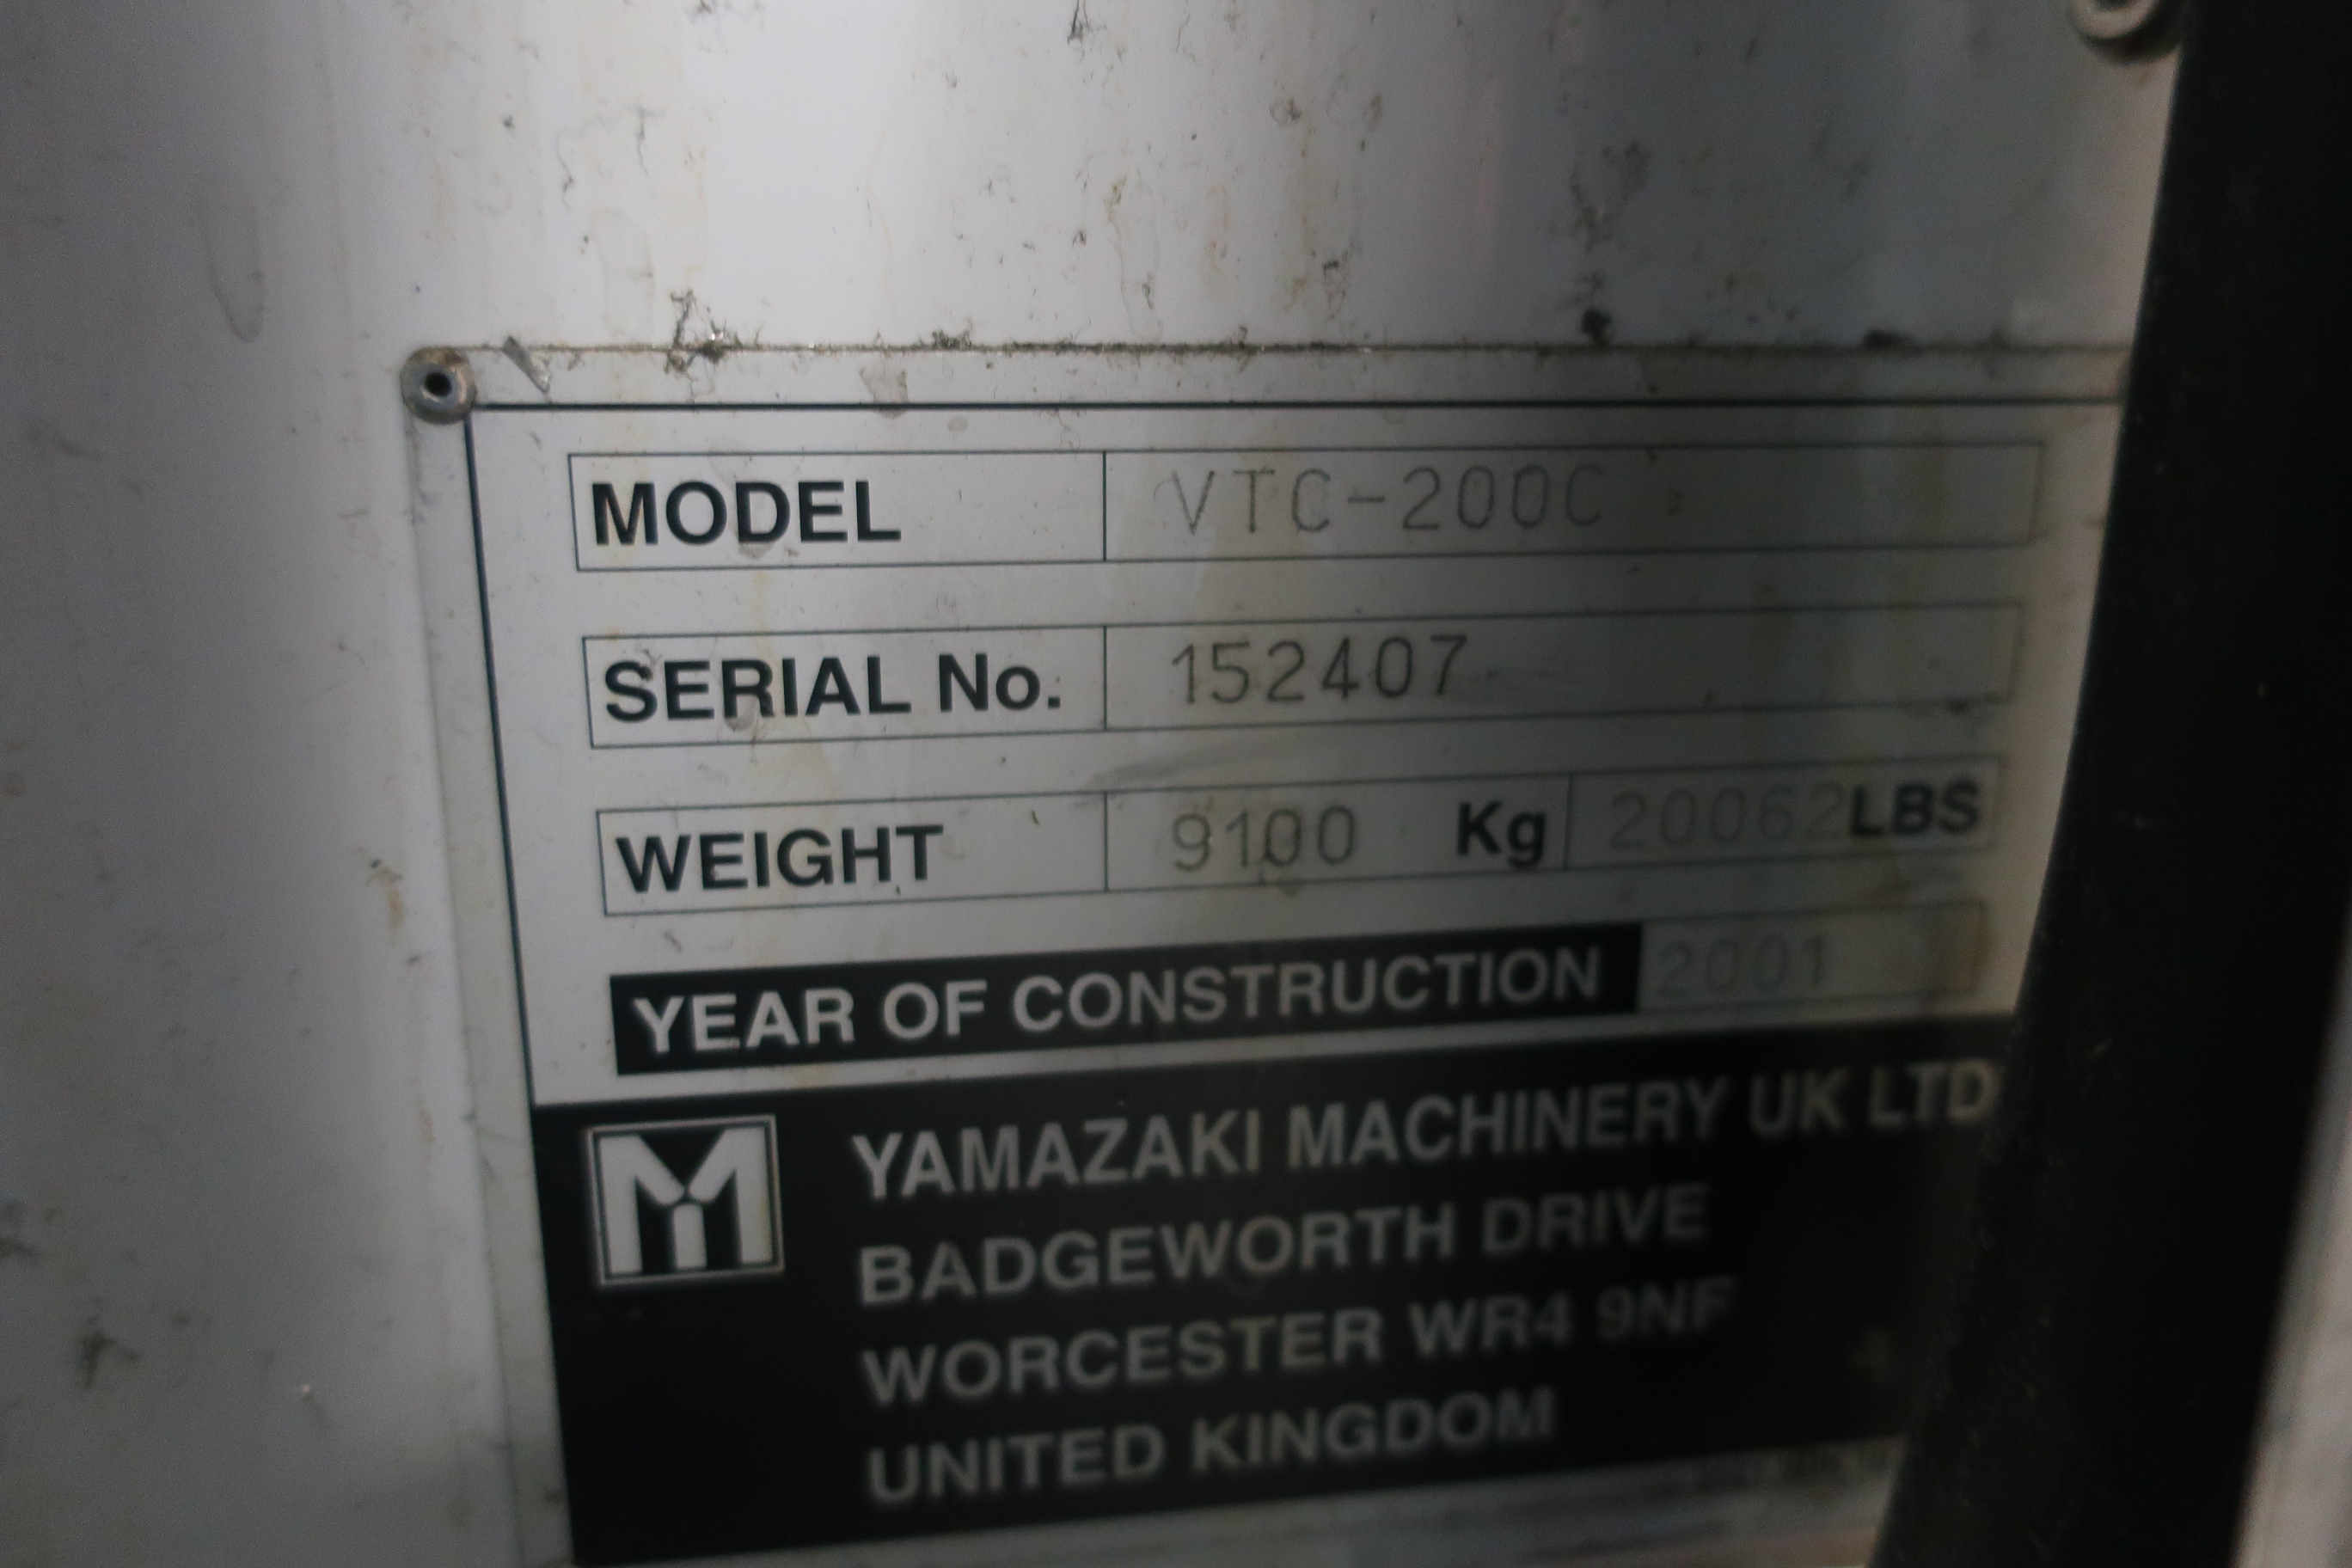 MODEL VTC-200C
SERIAL No. 152407
WEIGHT 9100 Kg 20062 LBS
YEAR OF CONSTRUCTION 2001
YAMAZAKI MACHINERY UK LTD
BADGEWORTH DRIVE
WORCESTER WR4 9NF
UNITED KINGDOM